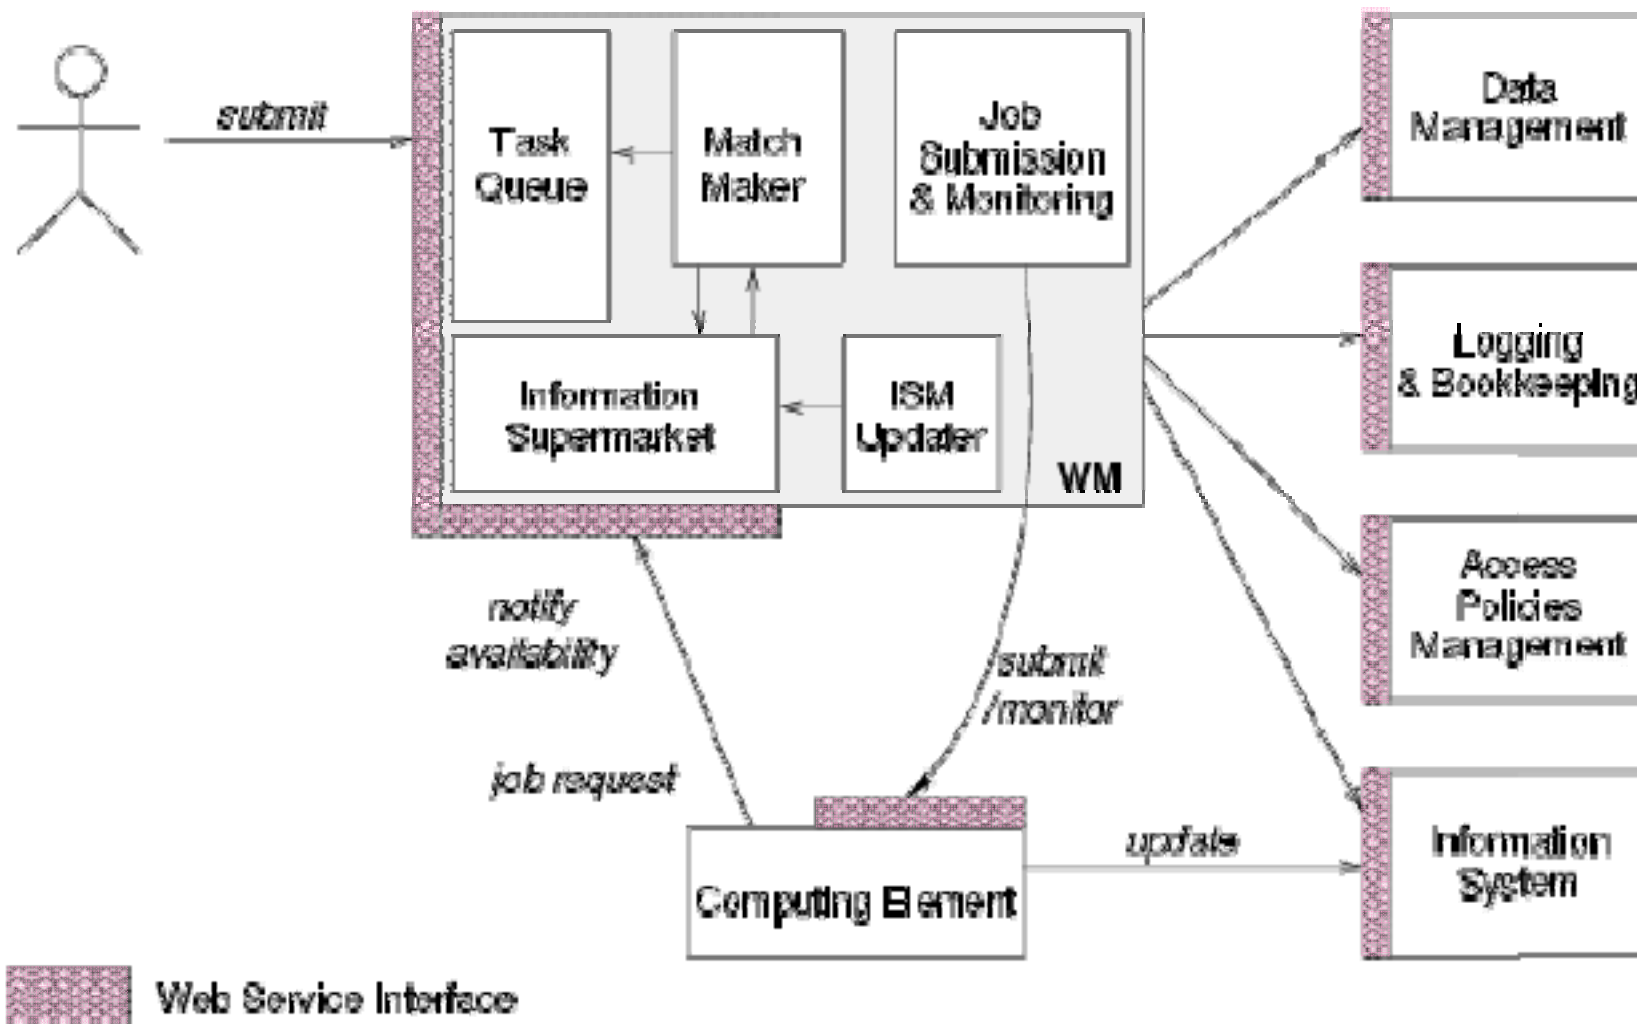 submit
Task
Queue
Match
Maker
Job
Submission
& Monitoring
Information
Supermarket
ISM
Updater
WM
Data
Management
Logging
& Bookkeeping
Access
Policies
Management
notify
availability
submit
/monitor
job request
update
Computing Element
Information
System
Web Service Interface